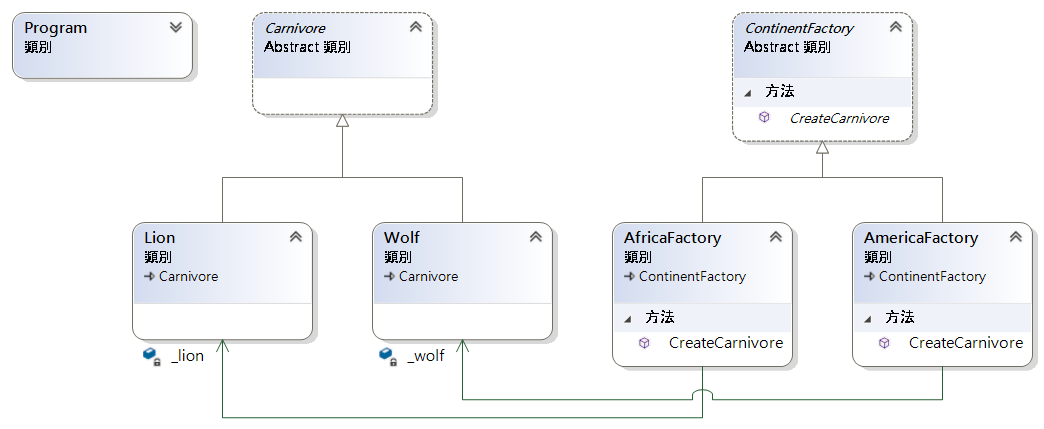 Program
類別
Carnivore
Abstract 類別
ContinentFactory
Abstract 類別
方法
CreateCarnivore
Lion
類別
Carnivore
Wolf
類別
Carnivore
AfricaFactory
類別
ContinentFactory
方法
CreateCarnivore
AmericaFactory
類別
ContinentFactory
方法
CreateCarnivore
_lion
_wolf